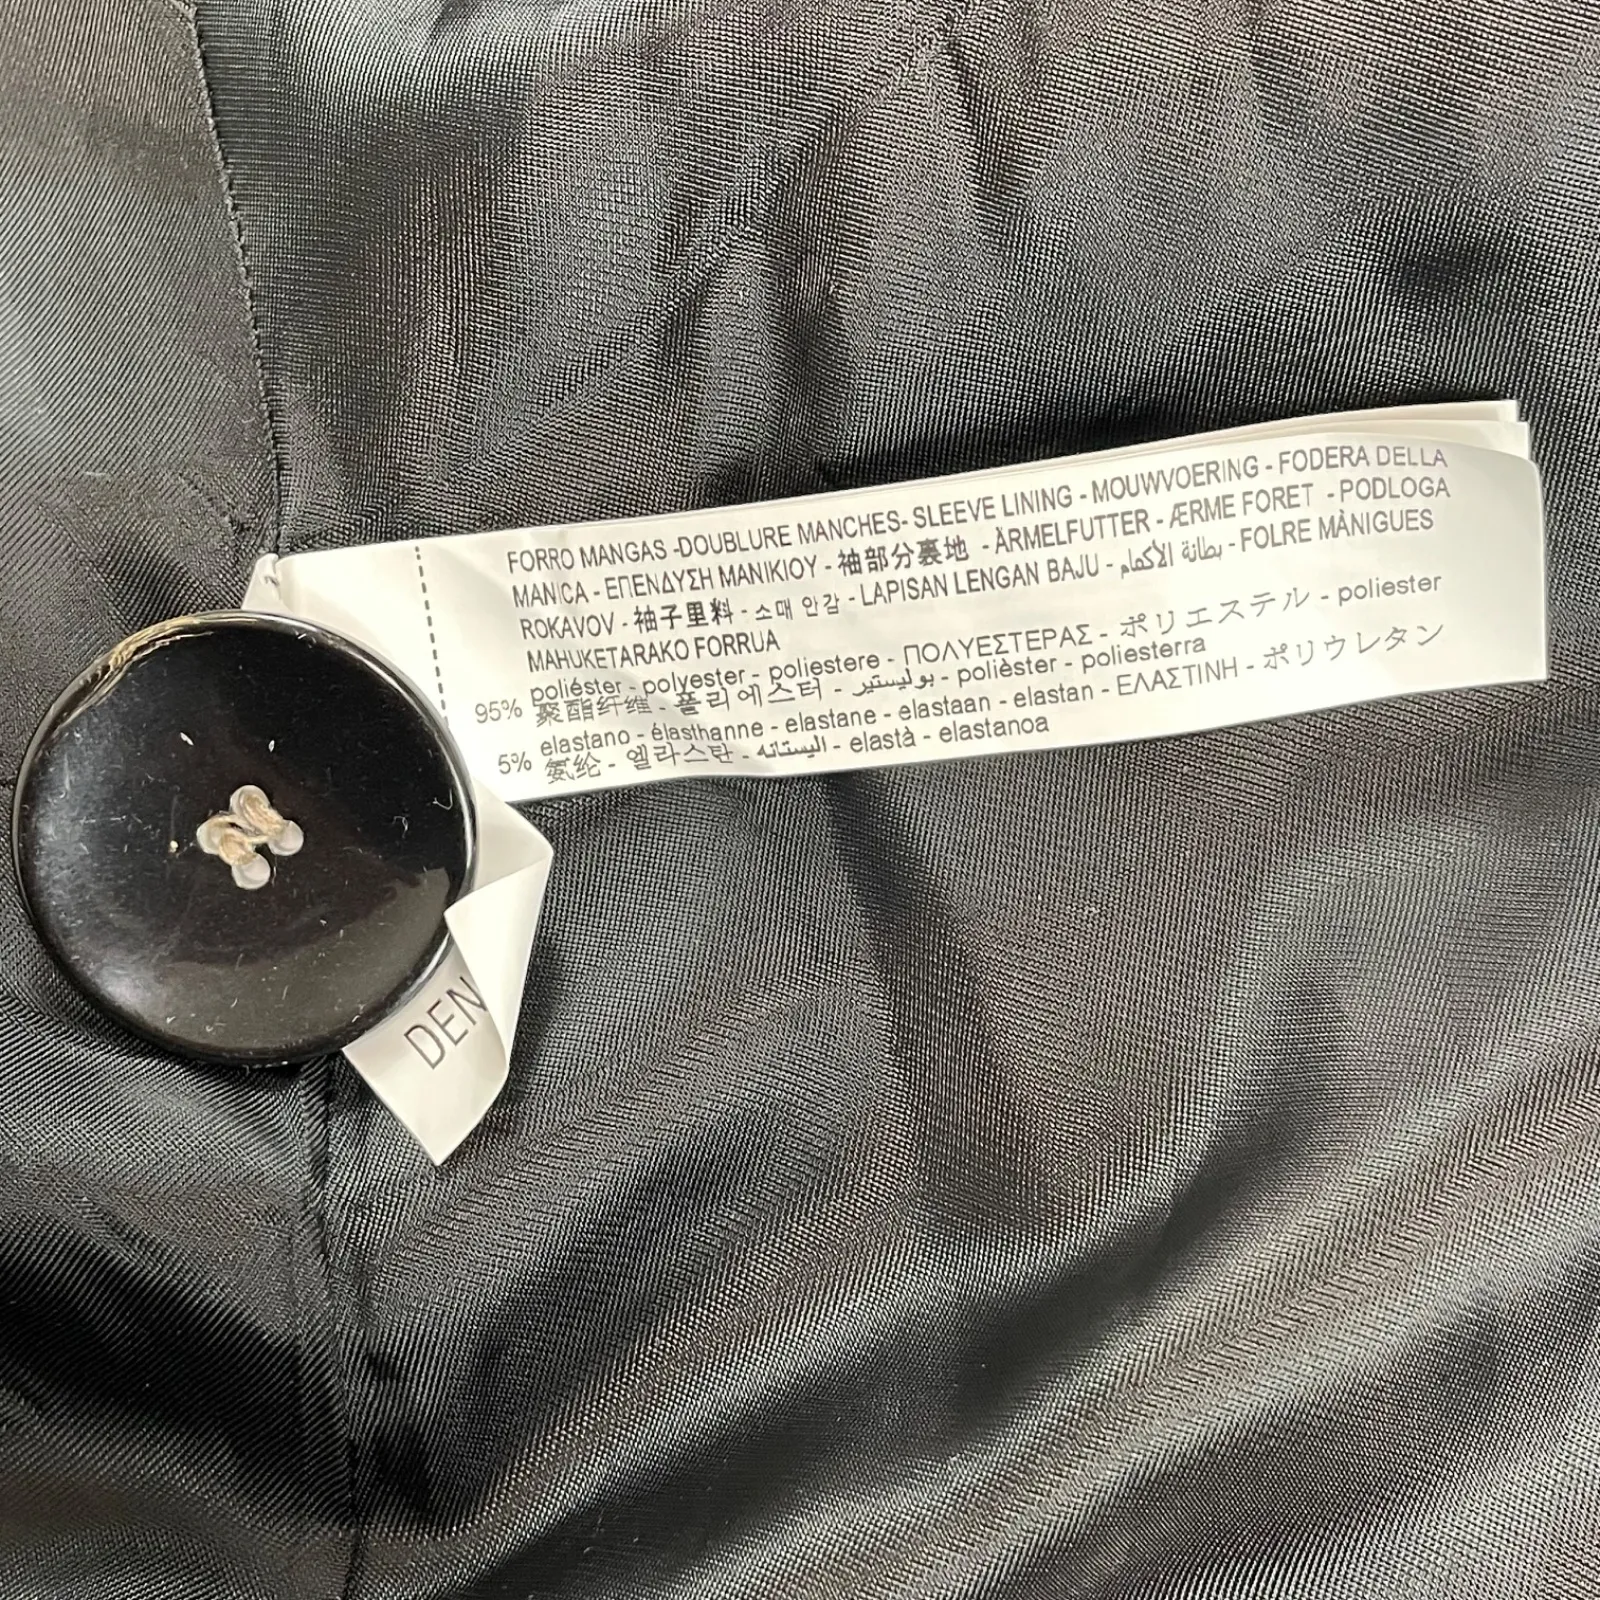 FORRO MANGAS -DOUBLURE MANCHES- SLEEVE LINING - MOUWVOERING - FODERA DELLA
MANICA - ΕΠΕΝΔΥΣΗ ΜΑΝΙΚΙΟΥ - 袖部分裏地 - ÄRMELFUTTER - ÆRME FORET - PODLOGA
ROKAVOV - 袖子里料 - 소매 안감 - LAPISAN LENGAN BAJU - بطانة الأكمام - FOLRE MÀNIGUES
MAHUKETARAKO FORRUA
poliéster - polyester - poliestere - ΠΟΛΥΕΣΤΕΡΑΣ - ポリエステル - poliester
95% 聚酯纤维 - 폴리에스터 - بوليستير - polièster - poliesterra
elastano - élasthanne - elastane - elastaan - elastan - ΕΛΑΣΤΙΝΗ - ポリウレタン
5% 氨纶 - 엘라스탄 - اليستانه - elastà - elastanoa
DEN